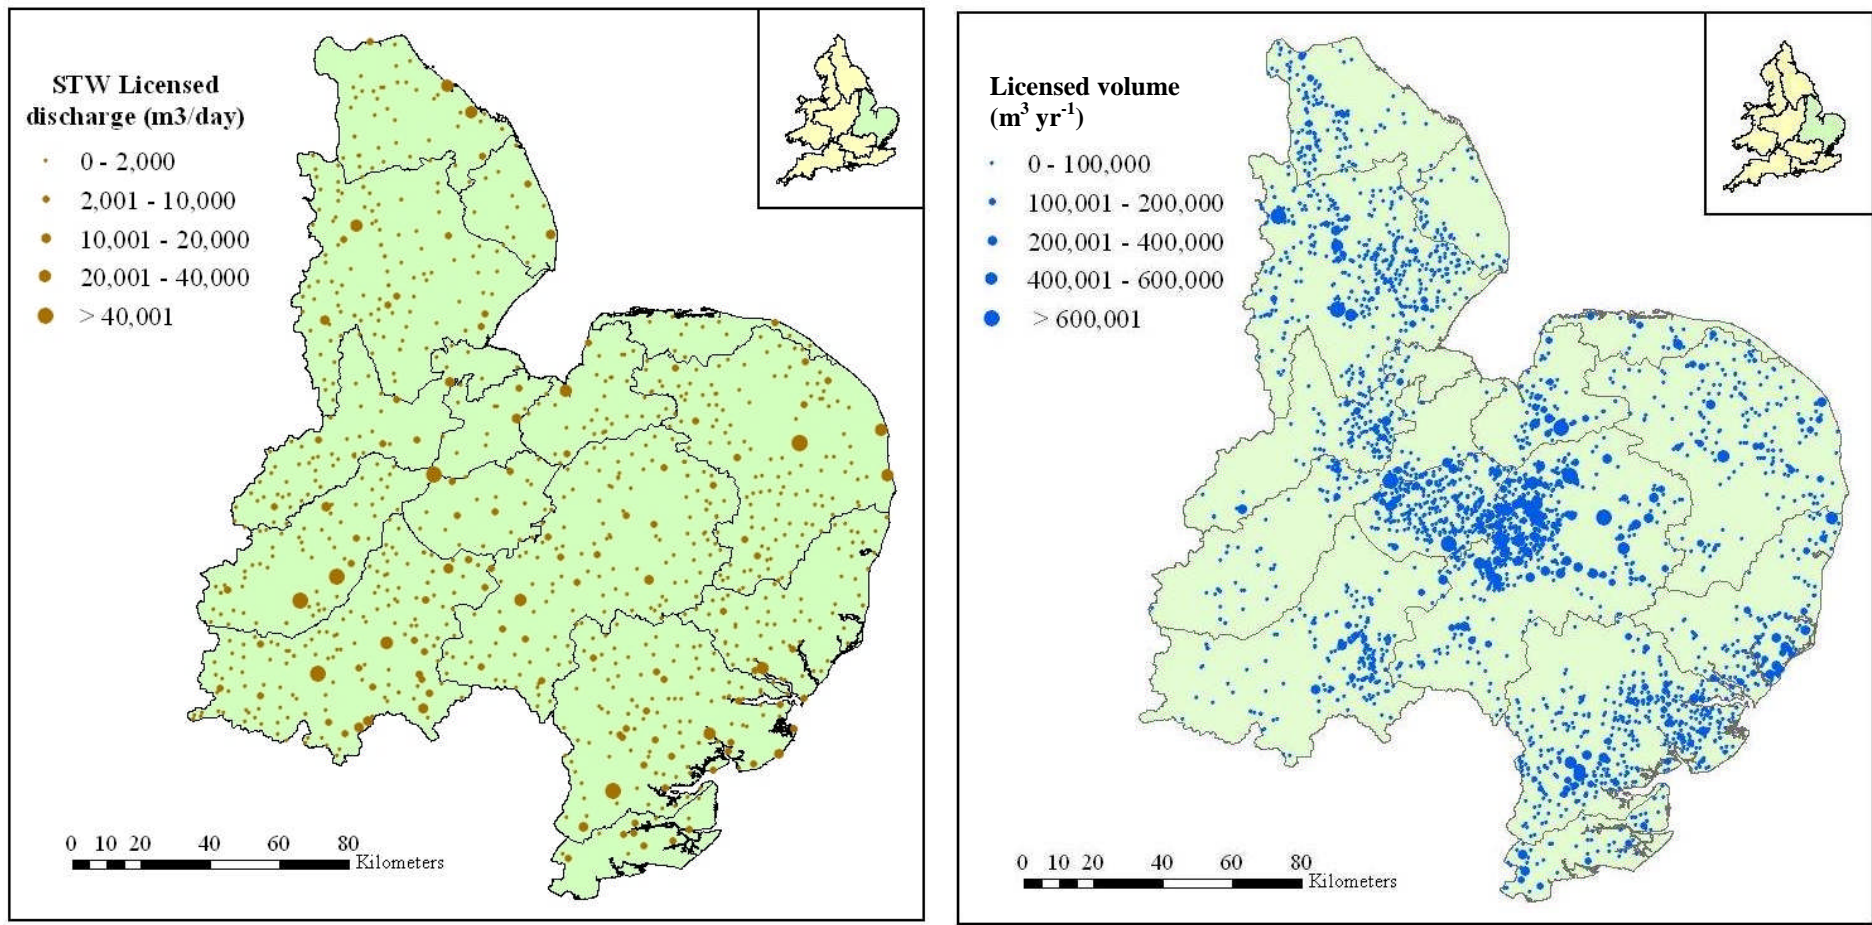 STW Licensed
discharge (m3/day)
0 - 2,000
2,001 - 10,000
10,001 - 20,000
20,001 - 40,000
> 40,001
0 10 20 40 60 80
Kilometers
Licensed volume
(m³ yr⁻¹)
0 - 100,000
100,001 - 200,000
200,001 - 400,000
400,001 - 600,000
> 600,001
0 10 20 40 60 80
Kilometers